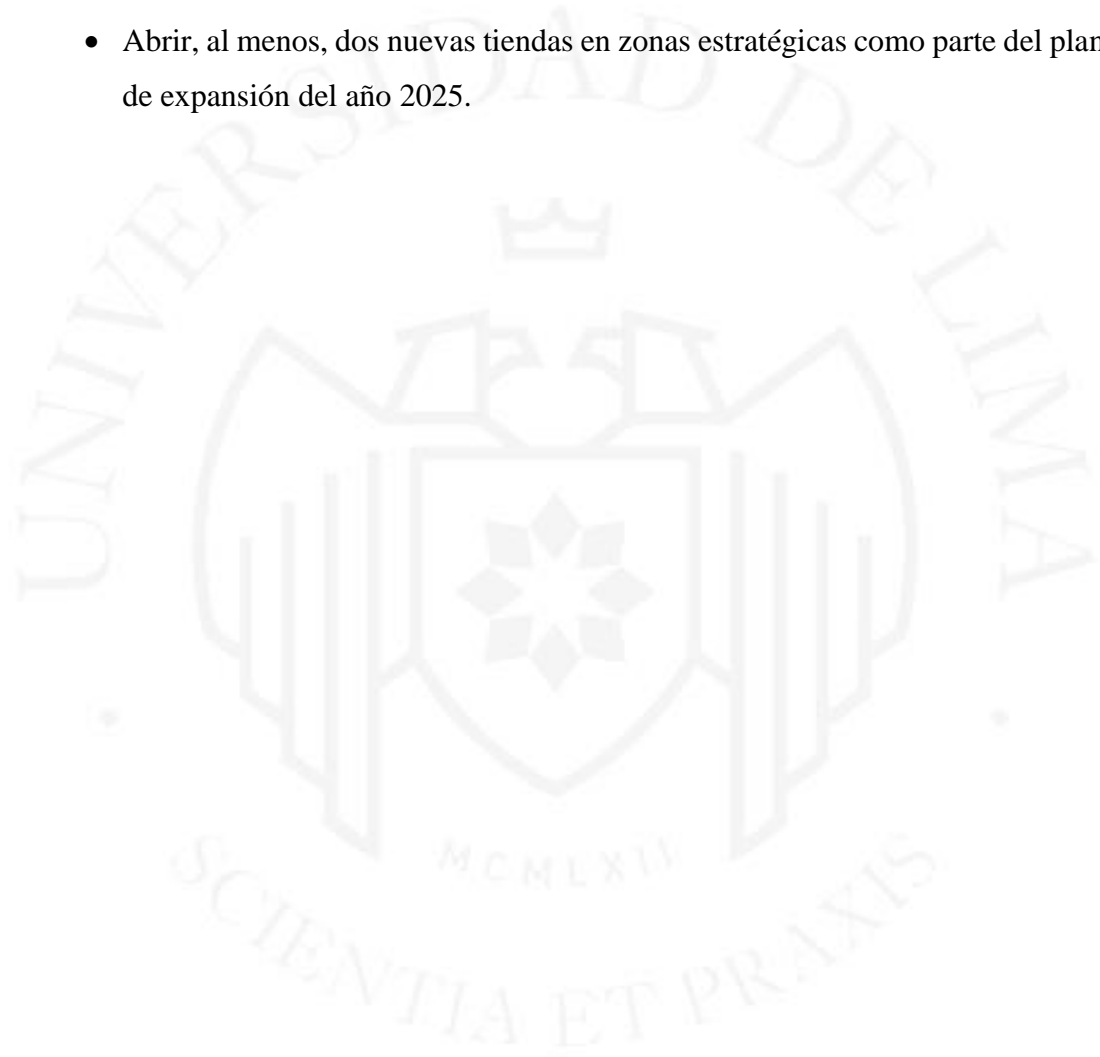 • Abrir, al menos, dos nuevas tiendas en zonas estratégicas como parte del plan
de expansión del año 2025.
UNIVERSIDAD DE LIMA
MCMLXII
SCIENTIA ET PRAXIS